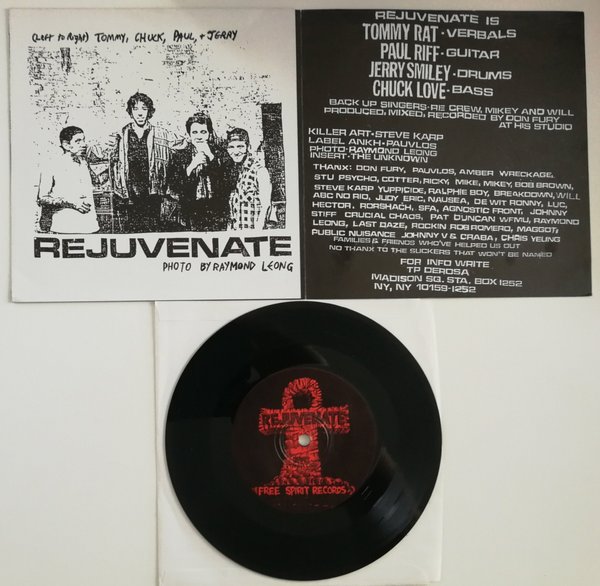 (Left to Right) TOMMY, CHUCK, PAUL, + JERRY
REJUVENATE
PHOTO BY RAYMOND LEONG
REJUVENATE IS
TOMMY RAT · VERBALS
PAUL RIFF · GUITAR
JERRY SMILEY · DRUMS
CHUCK LOVE · BASS
BACK UP SINGERS · RE CREW, MIKEY AND WILL
PRODUCED, MIXED, RECORDED BY DON FURY
AT HIS STUDIO
KILLER ART · STEVE KARP
LABEL ANKH · PAUVLOS
PHOTO · RAYMOND LEONG
INSERT · THE UNKNOWN
THANX: DON FURY, PAUVLOS, AMBER WRECKAGE,
STU PSYCHO, COTTER, RICKY, MIKE, MIKEY, BOB BROWN,
STEVE KARP YUPPICIDE, RALPHIE BOY, BREAKDOWN, WILL
ABC NO RIO, JUDY ERIC, NAUSEA, DE WIT RONNY, LUC,
HECTOR, RORSHACH, SFA, AGNOSTIC FRONT, JOHNNY
STIFF CRUCIAL CHAOS, PAT DUNCAN WFMU, RAYMOND
LEONG, LAST DAZE, ROCKIN ROB ROMERO, MAGGOT,
PUBLIC NUISANCE JOHNNY V & CRABA, CHRIS YEUNG
FAMILIES & FRIENDS WHO'VE HELPED US OUT
NO THANX TO THE SUCKERS THAT WON'T BE NAMED
FOR INFO WRITE
TP DEROSA
MADISON SQ. STA. BOX 1252
NY, NY 10159-1252
REJUVENATE
FREE SPIRIT RECORDS